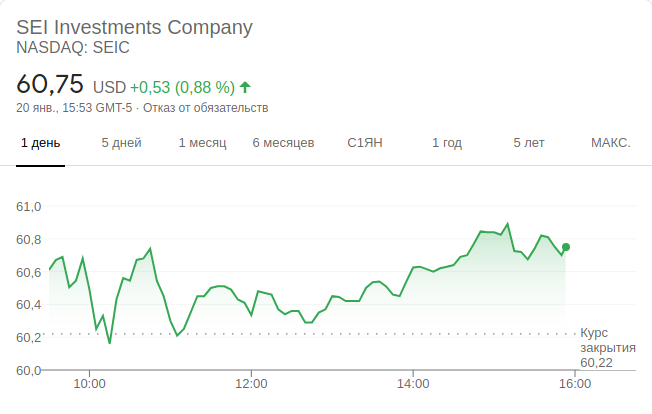 SEI Investments Company
NASDAQ: SEIC
60,75 USD +0,53 (0,88 %)
20 янв., 15:53 GMT-5 · Отказ от обязательств
1 день 5 дней 1 месяц 6 месяцев С1ЯН 1 год 5 лет МАКС.
61,0
60,8
60,6
60,4
60,2
60,0
Курс
закрытия
60,22
10:00 12:00 14:00 16:00